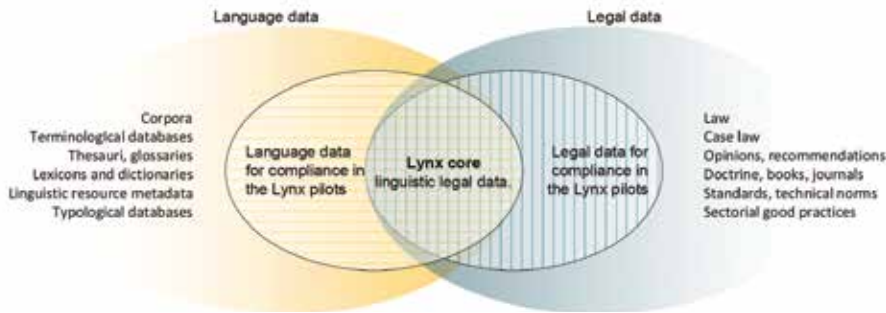 Language data
Legal data
Corpora
Terminological databases
Thesauri, glossaries
Lexicons and dictionaries
Linguistic resource metadata
Typological databases
Language data
for compliance in
the Lynx pilots
Lynx core
linguistic legal data.
Legal data for
compliance in
the Lynx pilots
Law
Case law
Opinions, recommendations
Doctrine, books, journals
Standards, technical norms
Sectorial good practices